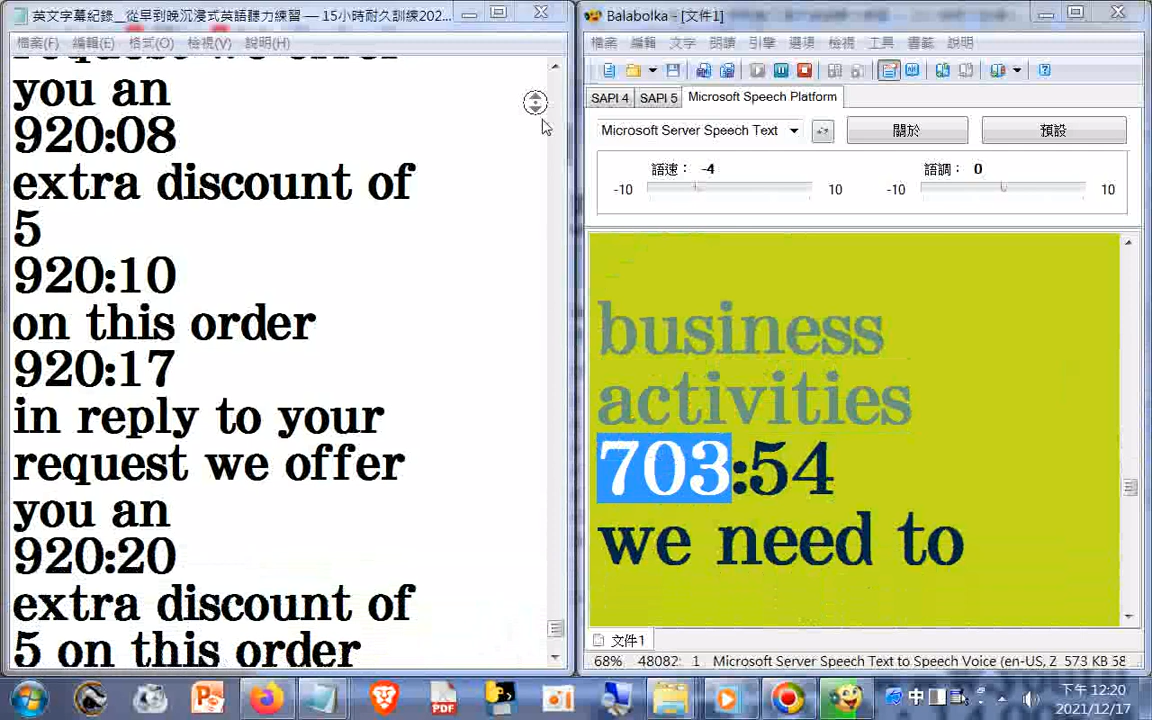 英文字幕紀錄__從早到晚沉浸式英語聽力練習 — 15小時耐久訓練202...
檔案(F) 編輯(E) 格式(O) 檢視(V) 說明(H)
request we offer
you an
920:08
extra discount of
5
920:10
on this order
920:17
in reply to your
request we offer
you an
920:20
extra discount of
5 on this order
Balabolka - [文件1]
檔案 編輯 文字 朗讀 引擎 選項 檢視 工具 書籤 說明
SAPI 4 SAPI 5 Microsoft Speech Platform
Microsoft Server Speech Text 關於 預設
語速： -4 語調： 0
-10 10 -10 10
business
activities
703:54
we need to
文件1
68% 48082: 1 Microsoft Server Speech Text to Speech Voice (en-US, Z 573 KB 58
PDF 中 下午 12:20
2021/12/17